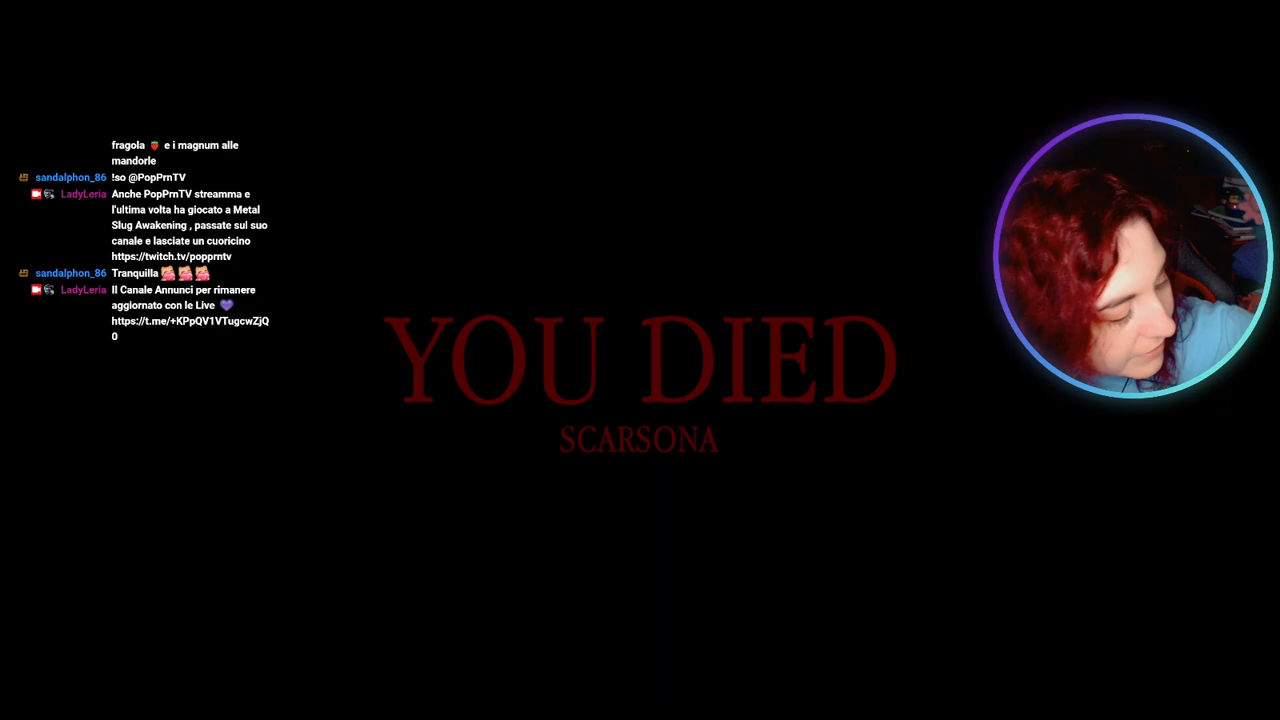 fragola 🍓 e i magnum alle
mandorle
sandalphon_86 !so @PopPrnTV
LadyLeria Anche PopPrnTV streamma e
l'ultima volta ha giocato a Metal
Slug Awakening , passate sul suo
canale e lasciate un cuoricino
https://twitch.tv/popprntv
sandalphon_86 Tranquilla
LadyLeria Il Canale Annunci per rimanere
aggiornato con le Live 💜
https://t.me/+KPpQV1VTugcwZjQ
0
YOU DIED
SCARSONA